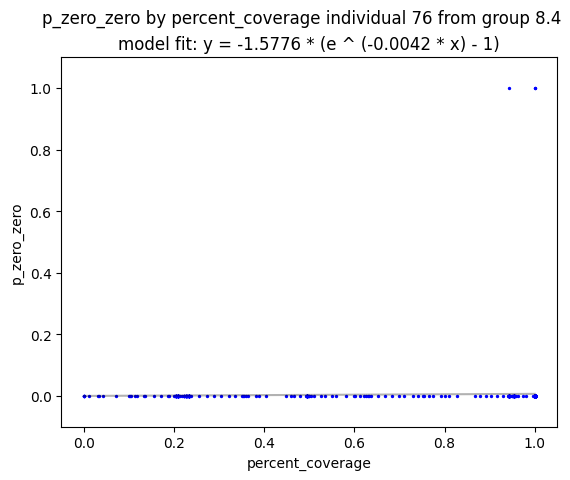 p_zero_zero by percent_coverage individual 76 from group 8.4
model fit: y = -1.5776 * (e ^ (-0.0042 * x) - 1)
1.0
0.8
0.6
0.4
0.2
0.0
p_zero_zero
0.0 0.2 0.4 0.6 0.8 1.0
percent_coverage